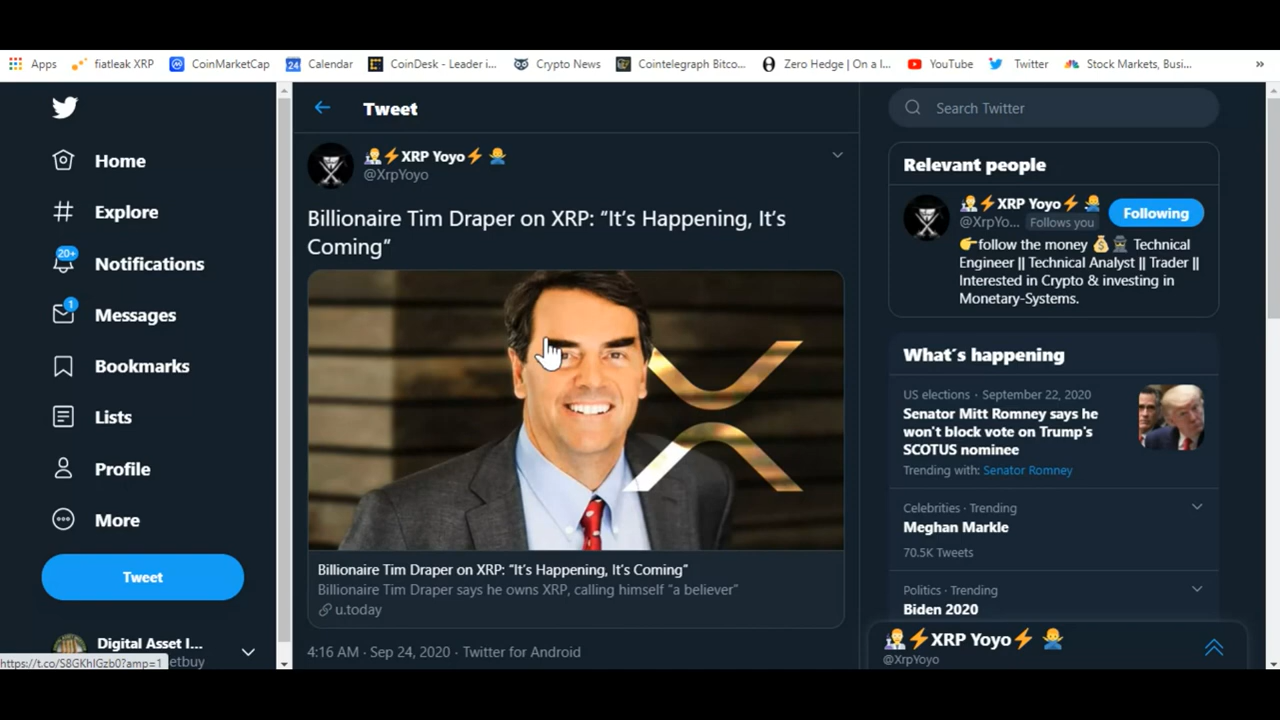 Apps
fiatleak XRP
CoinMarketCap
24
Calendar
CoinDesk - Leader i...
Crypto News
Cointelegraph Bitco...
Zero Hedge | On a l...
YouTube
Twitter
Stock Markets, Busi...
»
Home
Explore
20+
Notifications
1
Messages
Bookmarks
Lists
Profile
More
Tweet
Digital Asset I...
etbuy
https://t.co/S8GKhIGzb0?amp=1
Tweet
XRP Yoyo
@XrpYoyo
Billionaire Tim Draper on XRP: “It’s Happening, It’s
Coming”
Billionaire Tim Draper on XRP: “It’s Happening, It’s Coming”
Billionaire Tim Draper says he owns XRP, calling himself “a believer”
u.today
4:16 AM · Sep 24, 2020 · Twitter for Android
Search Twitter
Relevant people
XRP Yoyo
@XrpYo... Follows you
Following
👉follow the money 💰 Technical
Engineer || Technical Analyst || Trader ||
Interested in Crypto & investing in
Monetary-Systems.
What's happening
US elections · September 22, 2020
Senator Mitt Romney says he
won't block vote on Trump's
SCOTUS nominee
Trending with: Senator Romney
Celebrities · Trending
Meghan Markle
70.5K Tweets
Politics · Trending
Biden 2020
XRP Yoyo
@XrpYoyo